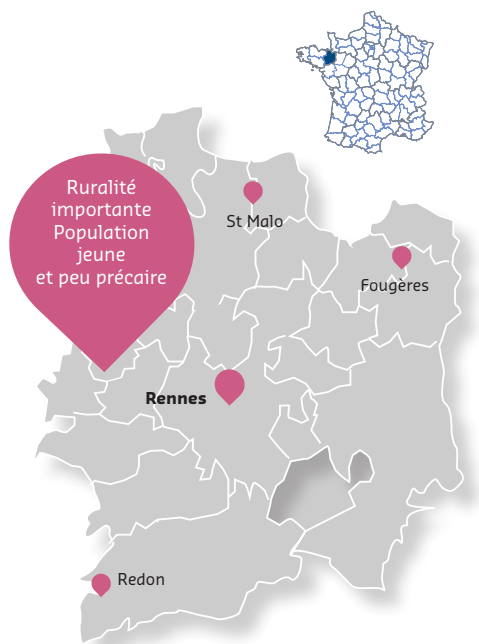 Ruralité
importante
Population
jeune
et peu précaire
St Malo
Fougères
Rennes
Redon